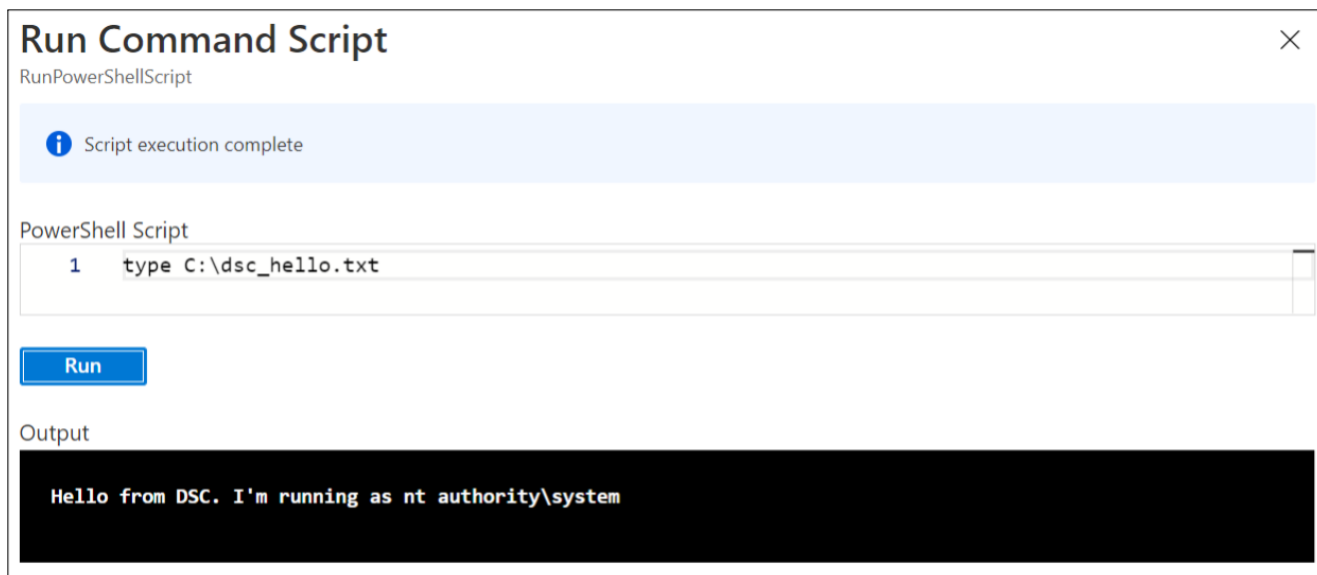 Run Command Script
RunPowerShellScript
Script execution complete
PowerShell Script
1 type C:\dsc_hello.txt
Run
Output
Hello from DSC. I'm running as nt authority\system